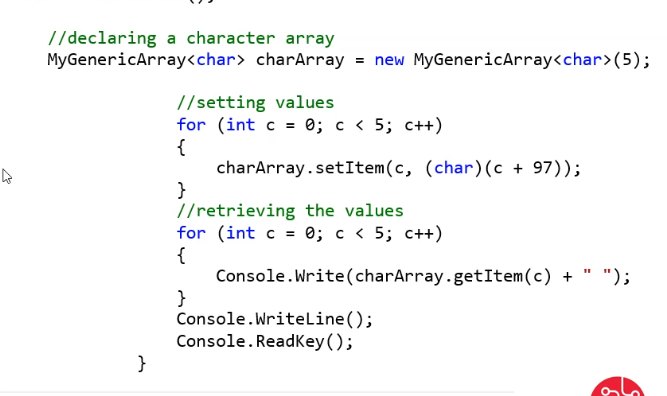 //declaring a character array
MyGenericArray<char> charArray = new MyGenericArray<char>(5);
//setting values
for (int c = 0; c < 5; c++)
{
charArray.setItem(c, (char)(c + 97));
}
//retrieving the values
for (int c = 0; c < 5; c++)
{
Console.Write(charArray.getItem(c) + " ");
}
Console.WriteLine();
Console.ReadKey();
}